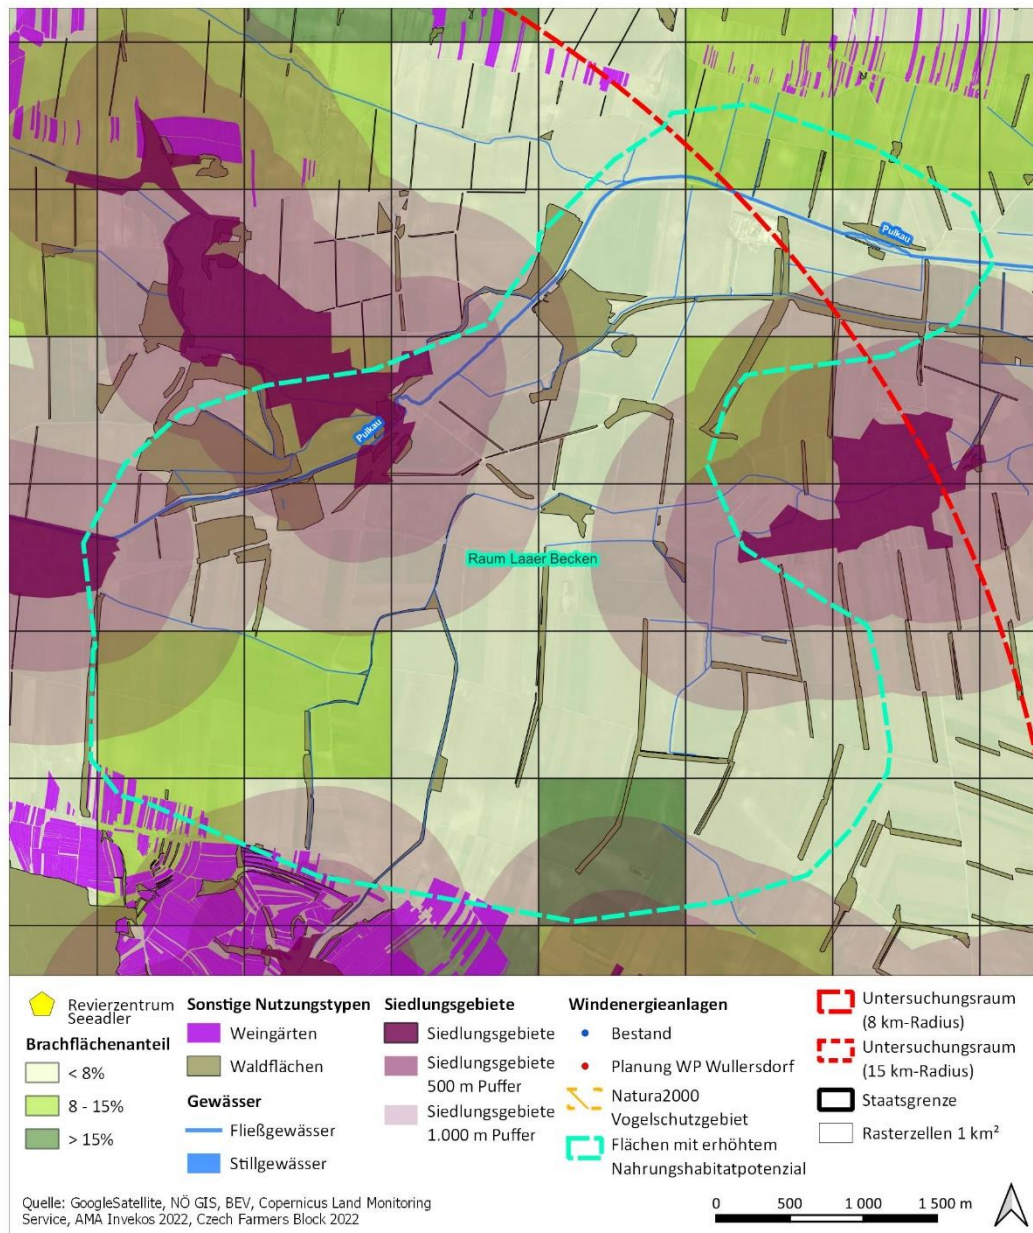 Pulkau
Pulkau
Raum Laaer Becken
Revierzentrum
Seeadler
Brachflächenanteil
< 8%
8 - 15%
> 15%
Sonstige Nutzungstypen
Weingärten
Waldflächen
Gewässer
Fließgewässer
Stillgewässer
Siedlungsgebiete
Siedlungsgebiete
Siedlungsgebiete
500 m Puffer
Siedlungsgebiete
1.000 m Puffer
Windenergieanlagen
Bestand
Planung WP Wullersdorf
Natura2000
Vogelschutzgebiet
Flächen mit erhöhtem
Nahrungshabitatpotenzial
Untersuchungsraum
(8 km-Radius)
Untersuchungsraum
(15 km-Radius)
Staatsgrenze
Rasterzellen 1 km²
Quelle: GoogleSatellite, NÖ GIS, BEV, Copernicus Land Monitoring
Service, AMA Invekos 2022, Czech Farmers Block 2022
0 500 1 000 1 500 m